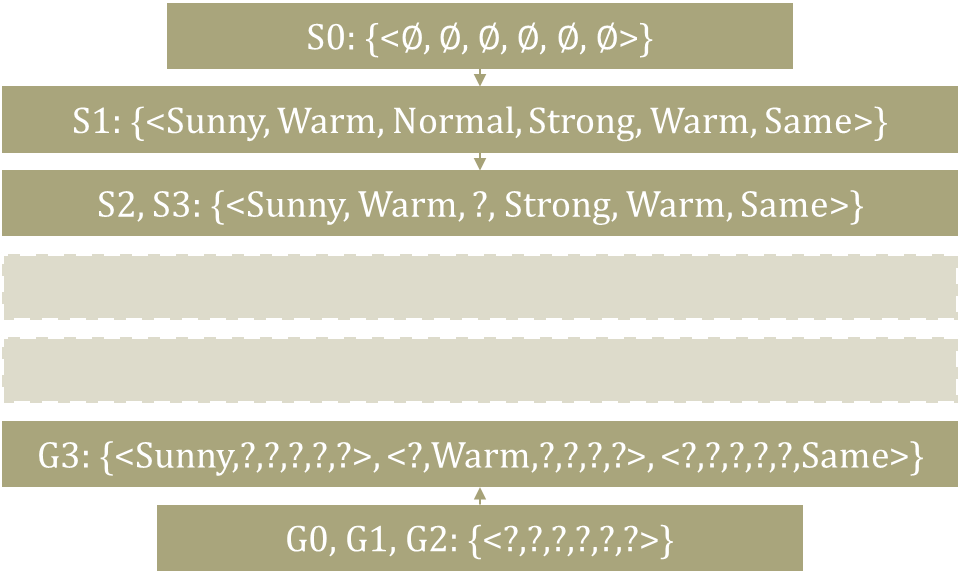 S0: {<∅, ∅, ∅, ∅, ∅, ∅>}
S1: {<Sunny, Warm, Normal, Strong, Warm, Same>}
S2, S3: {<Sunny, Warm, ?, Strong, Warm, Same>}
G3: {<Sunny,?,?,?,?,?>, <?,Warm,?,?,?,?>, <?,?,?,?,?,Same>}
G0, G1, G2: {<?,?,?,?,?,?>}